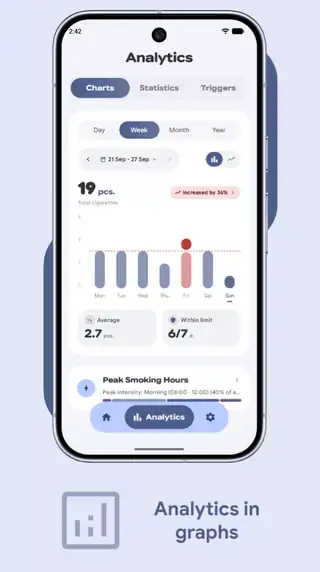 2:42
Analytics
Charts Statistics Triggers
Day Week Month Year
21 Sep - 27 Sep
19 pcs.
Total cigarettes
Increased by 36%
Mon Tue Wed Thu Fri Sat Sun
Average
2.7 pcs.
Within limit
6/7
Peak Smoking Hours
Peak intensity: Morning (06:00 - 12:00) (40% of a...
Analytics
Analytics in
graphs